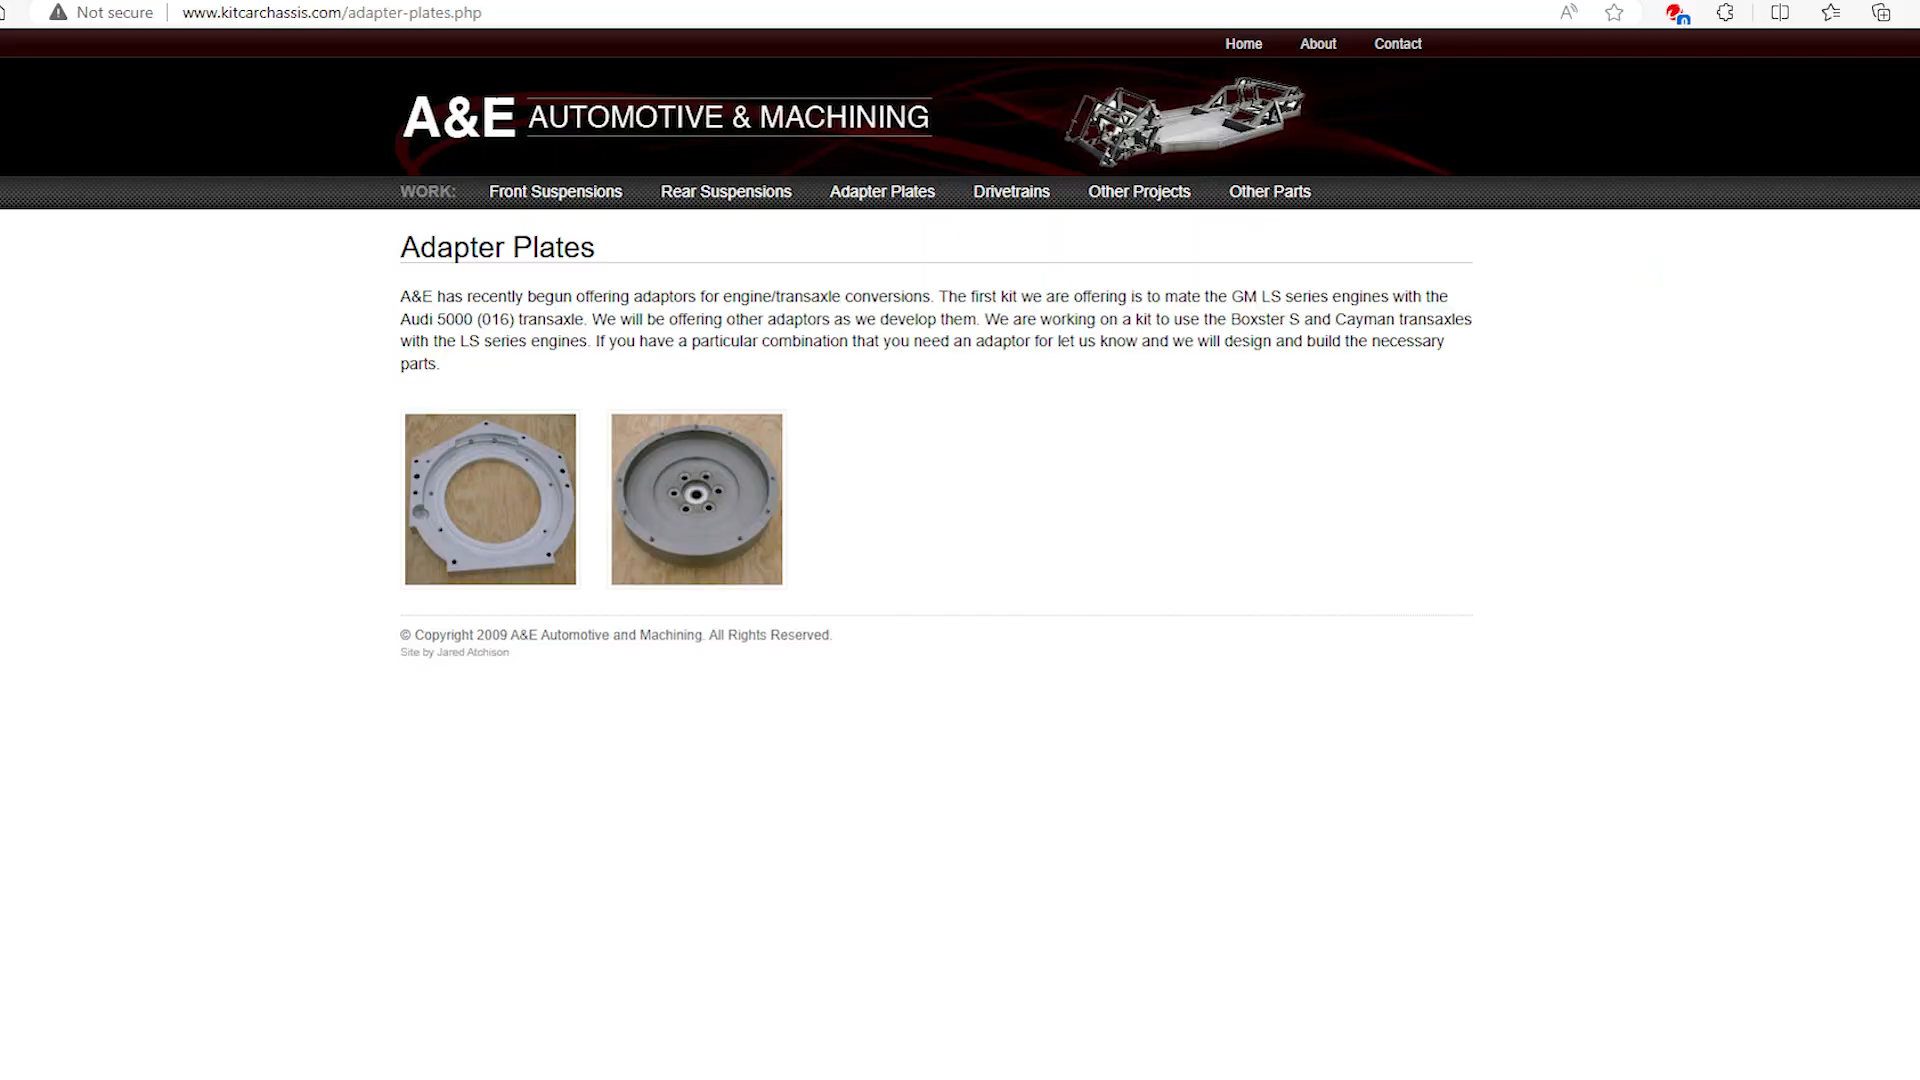 Not secure www.kitcarchassis.com/adapter-plates.php
Home About Contact
A&E AUTOMOTIVE & MACHINING
WORK: Front Suspensions Rear Suspensions Adapter Plates Drivetrains Other Projects Other Parts
Adapter Plates
A&E has recently begun offering adaptors for engine/transaxle conversions. The first kit we are offering is to mate the GM LS series engines with the
Audi 5000 (016) transaxle. We will be offering other adaptors as we develop them. We are working on a kit to use the Boxster S and Cayman transaxles
with the LS series engines. If you have a particular combination that you need an adaptor for let us know and we will design and build the necessary
parts.
© Copyright 2009 A&E Automotive and Machining. All Rights Reserved.
Site by Jared Atchison